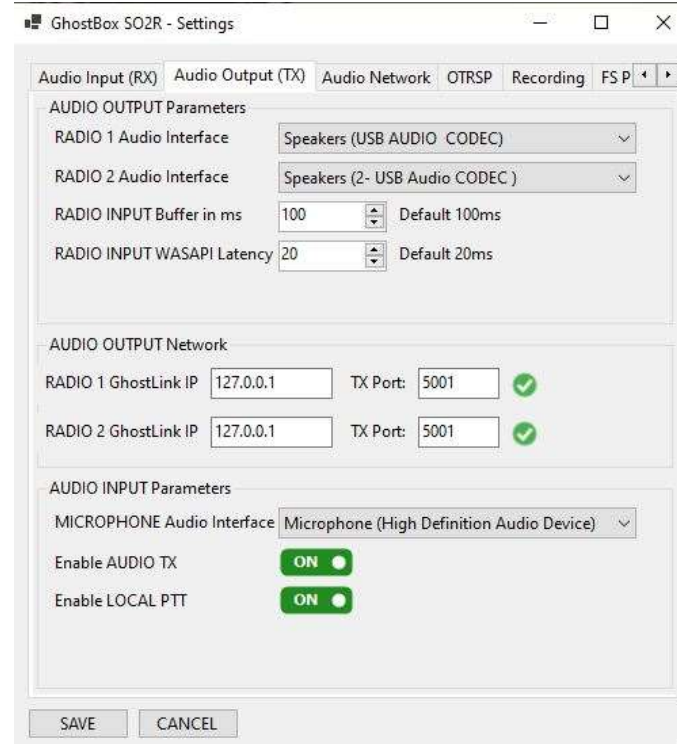 GhostBox SO2R - Settings
Audio Input (RX) Audio Output (TX) Audio Network OTRSP Recording FS P
AUDIO OUTPUT Parameters
RADIO 1 Audio Interface Speakers (USB AUDIO CODEC)
RADIO 2 Audio Interface Speakers (2- USB Audio CODEC )
RADIO INPUT Buffer in ms 100 Default 100ms
RADIO INPUT WASAPI Latency 20 Default 20ms
AUDIO OUTPUT Network
RADIO 1 GhostLink IP 127.0.0.1 TX Port: 5001
RADIO 2 GhostLink IP 127.0.0.1 TX Port: 5001
AUDIO INPUT Parameters
MICROPHONE Audio Interface Microphone (High Definition Audio Device)
Enable AUDIO TX ON
Enable LOCAL PTT ON
SAVE CANCEL